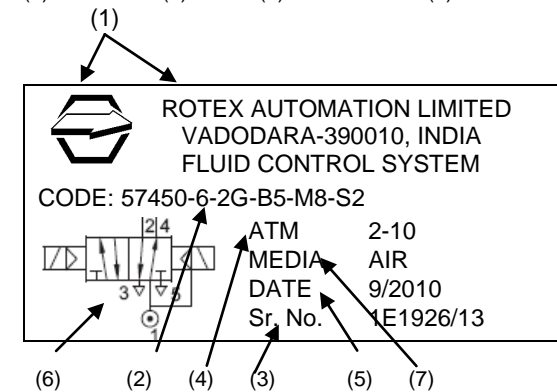 (1)
ROTEX AUTOMATION LIMITED
VADODARA-390010, INDIA
FLUID CONTROL SYSTEM
CODE: 57450-6-2G-B5-M8-S2
2 4
ATM 2-10
MEDIA AIR
3 5
DATE 9/2010
1
Sr. No. 1E1926/13
(6) (2) (4) (3) (5) (7)